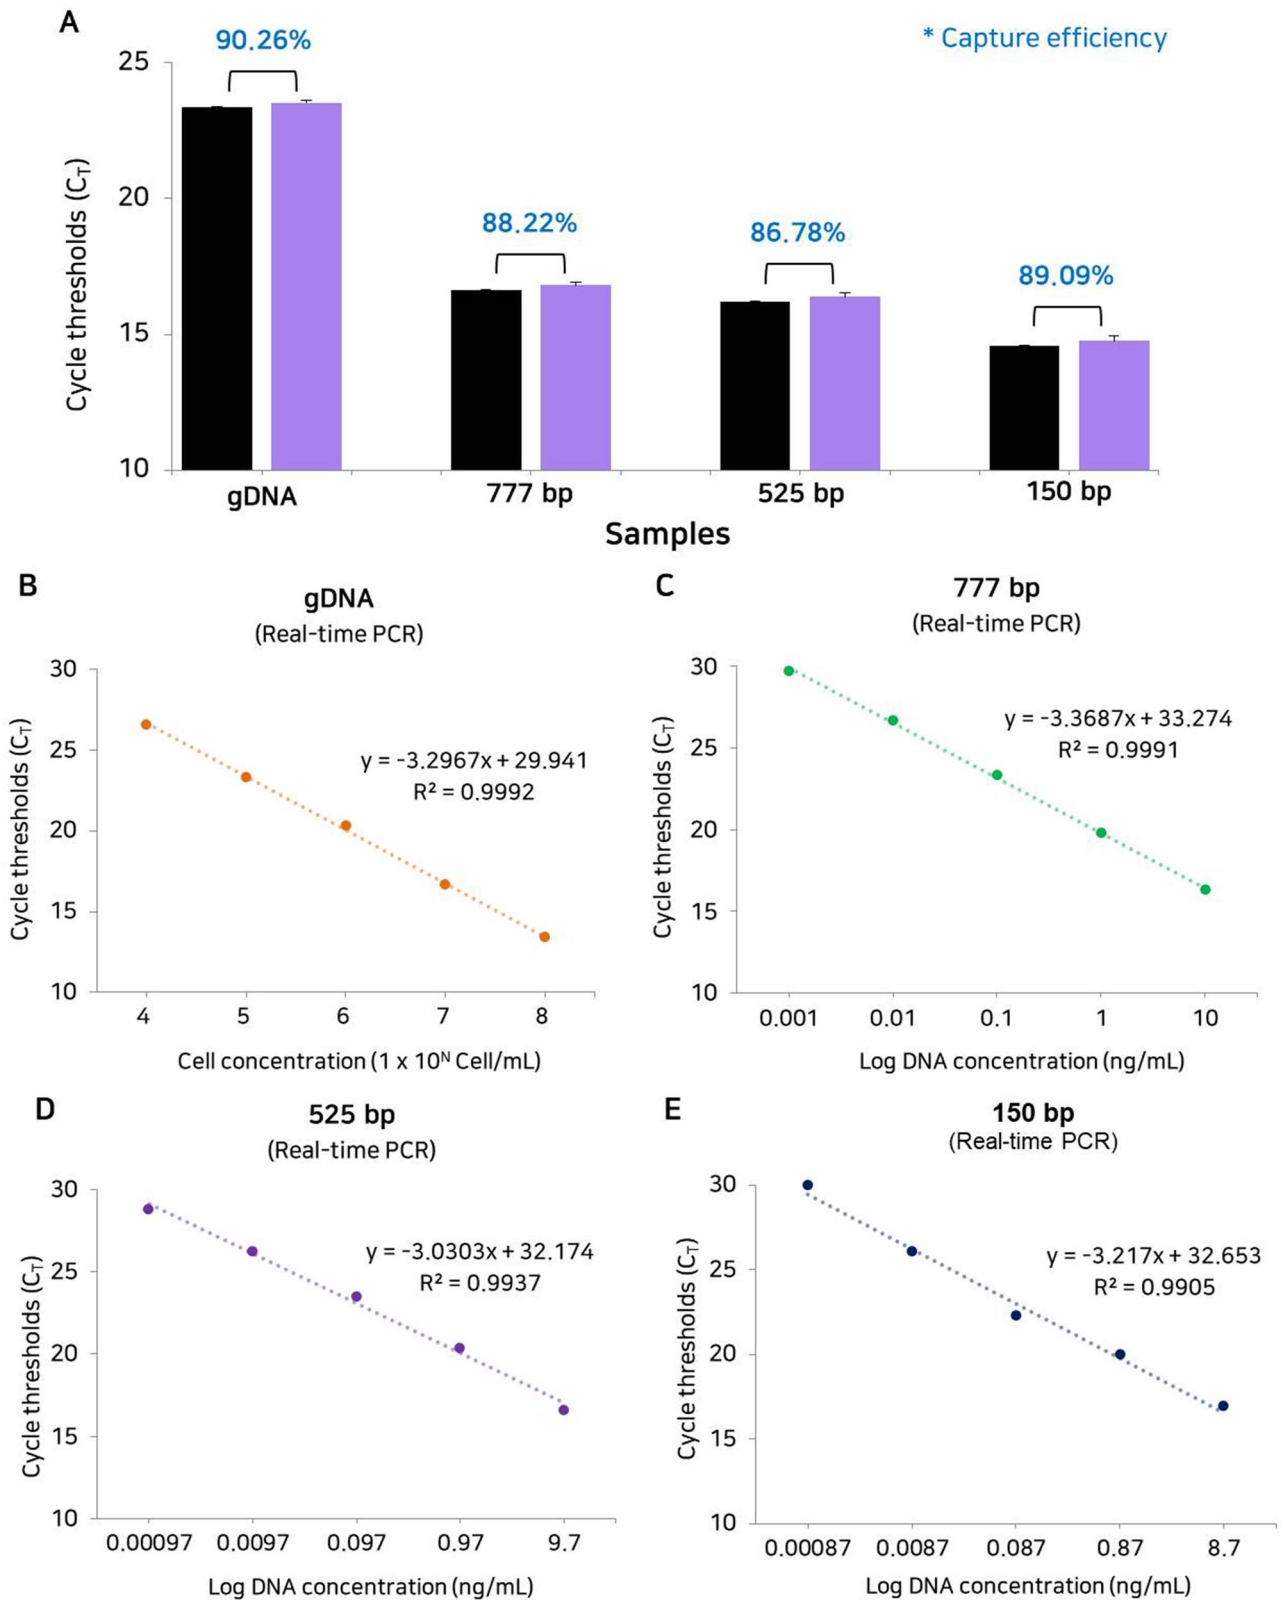 A
90.26%
* Capture efficiency
25
20
15
10
Cycle thresholds (C_T)
88.22%
86.78%
89.09%
gDNA
777 bp
525 bp
150 bp
Samples
B
gDNA
(Real-time PCR)
30
25
20
15
10
Cycle thresholds (C_T)
y = -3.2967x + 29.941
R² = 0.9992
4 5 6 7 8
Cell concentration (1 x 10ᴺ Cell/mL)
C
777 bp
(Real-time PCR)
30
25
20
15
10
Cycle thresholds (C_T)
y = -3.3687x + 33.274
R² = 0.9991
0.001 0.01 0.1 1 10
Log DNA concentration (ng/mL)
D
525 bp
(Real-time PCR)
30
25
20
15
10
Cycle thresholds (C_T)
y = -3.0303x + 32.174
R² = 0.9937
0.00097 0.0097 0.097 0.97 9.7
Log DNA concentration (ng/mL)
E
150 bp
(Real-time PCR)
30
25
20
15
10
Cycle thresholds (C_T)
y = -3.217x + 32.653
R² = 0.9905
0.00087 0.0087 0.087 0.87 8.7
Log DNA concentration (ng/mL)